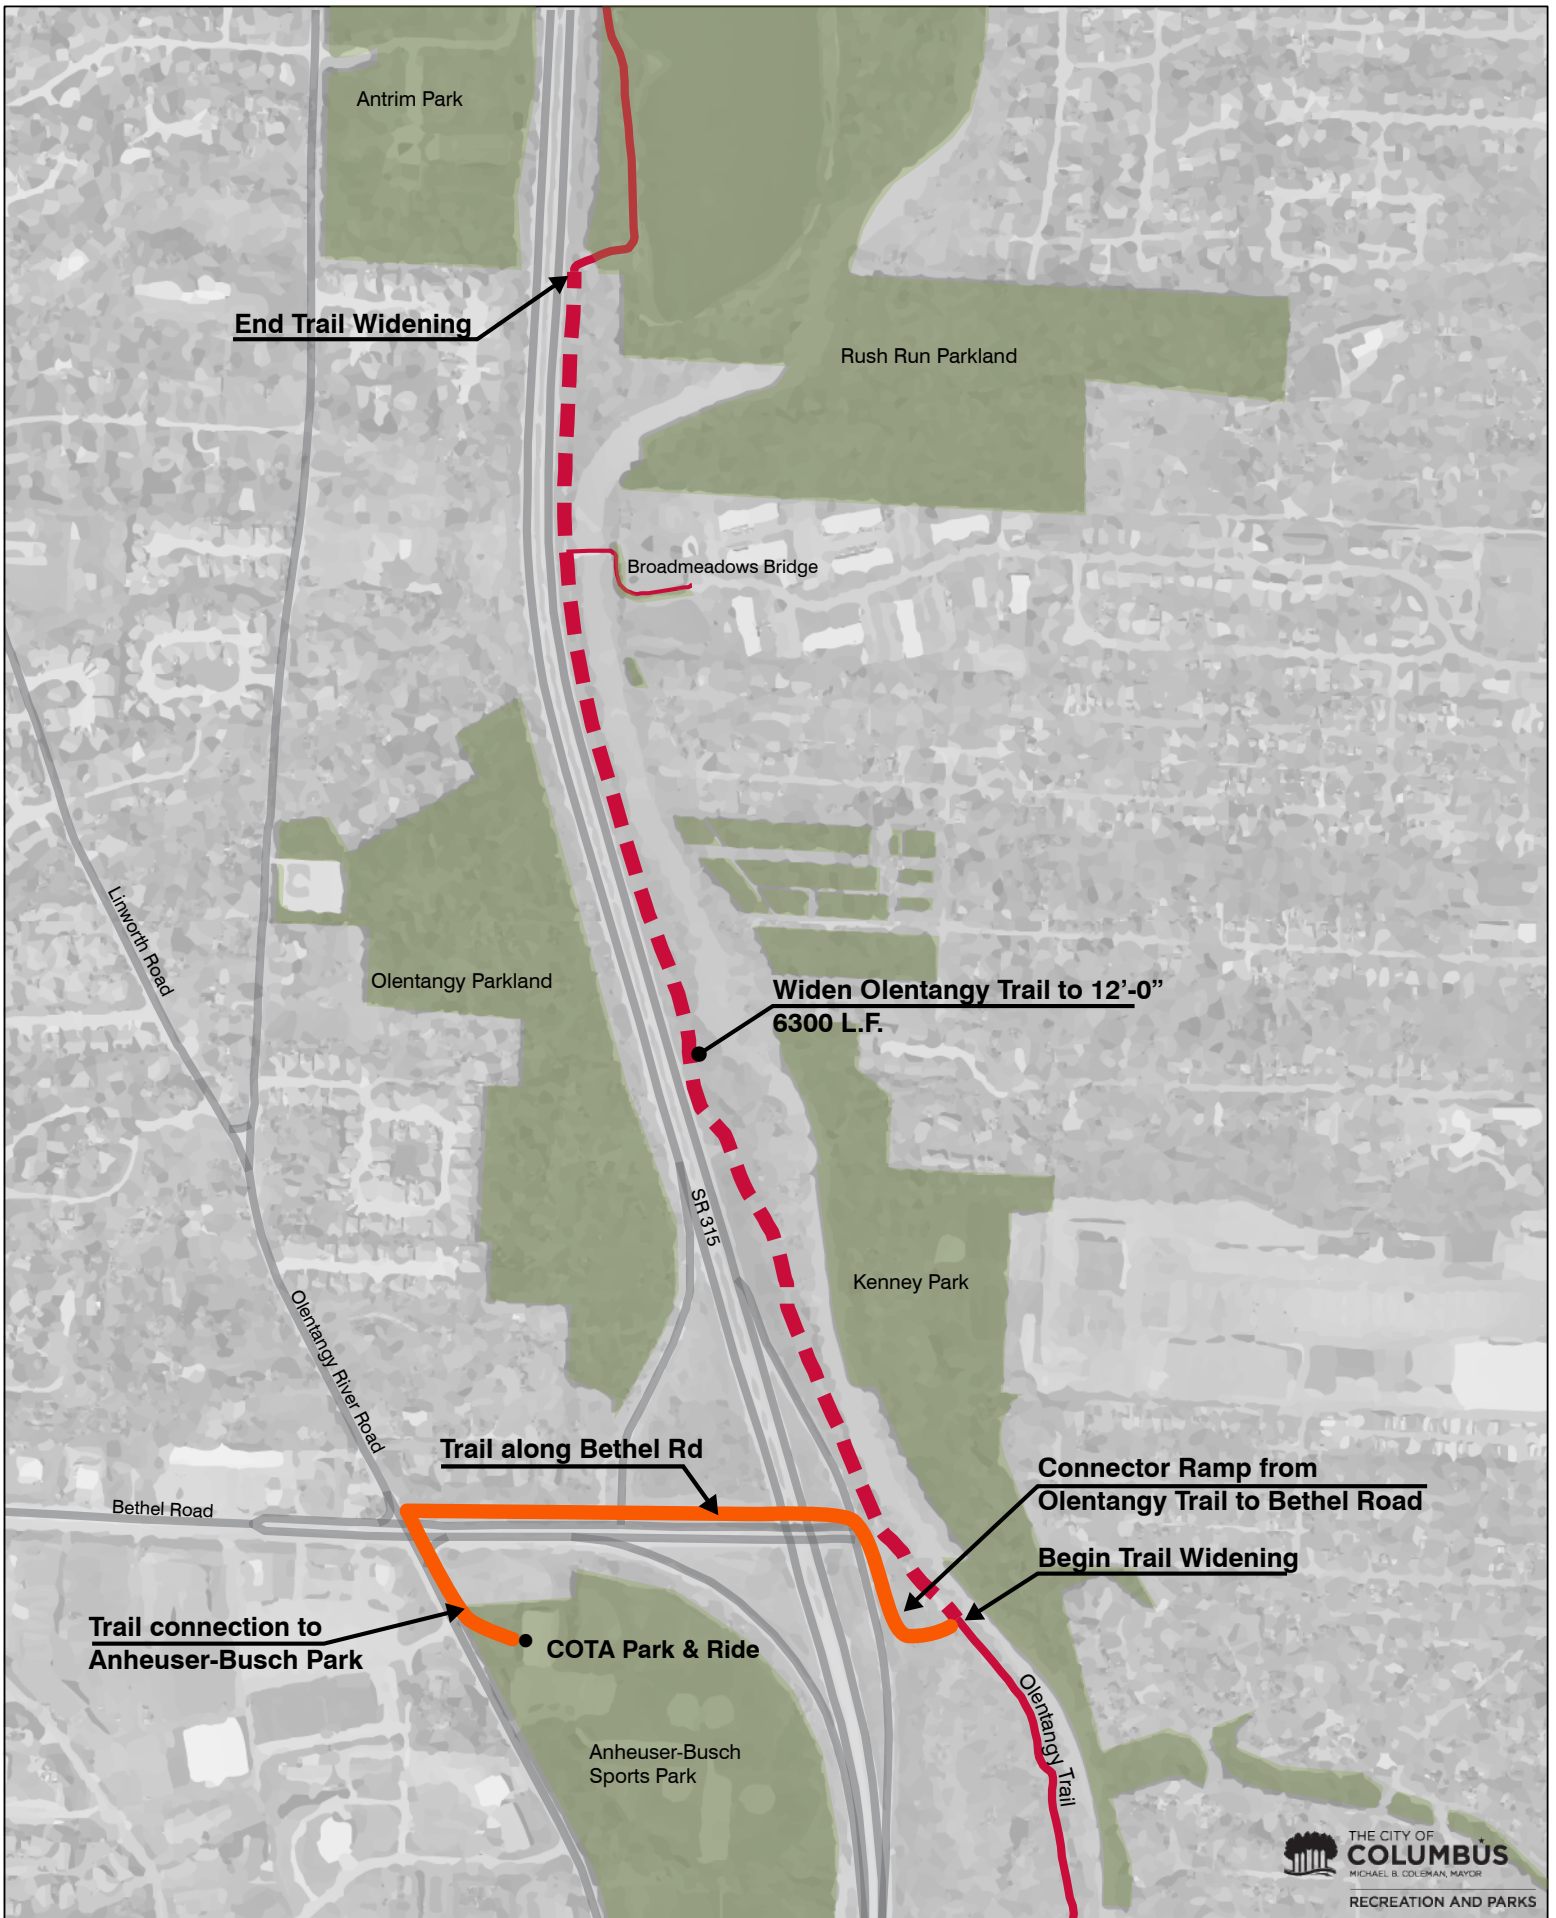 Antrim Park
End Trail Widening
Rush Run Parkland
Broadmeadows Bridge
Linworth Road
Olentangy Parkland
Widen Olentangy Trail to 12’-0”
6300 L.F.
SR 315
Kenney Park
Olentangy River Road
Trail along Bethel Rd
Connector Ramp from
Olentangy Trail to Bethel Road
Bethel Road
Begin Trail Widening
Trail connection to
Anheuser-Busch Park
COTA Park & Ride
Olentangy Trail
Anheuser-Busch
Sports Park
THE CITY OF
COLUMBUS
MICHAEL B. COLEMAN, MAYOR
RECREATION AND PARKS